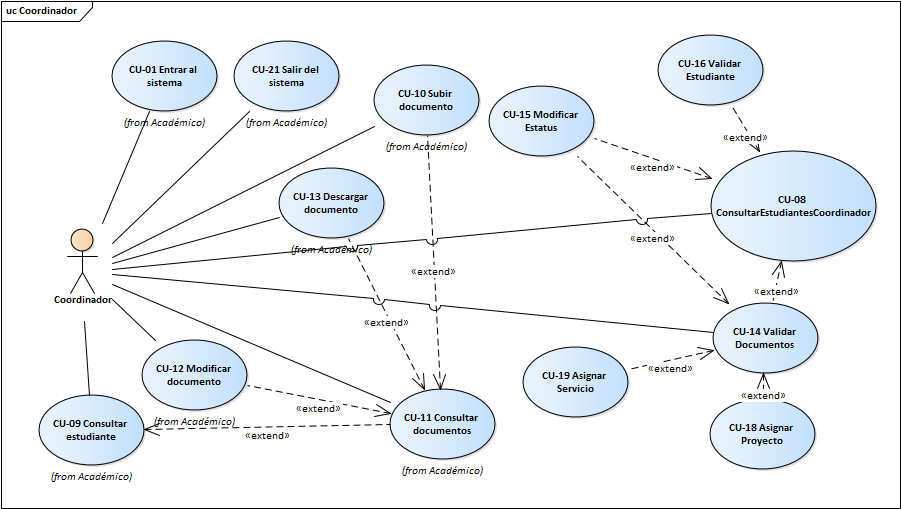 uc Coordinador
CU-01 Entrar al
sistema
(from Académico)
CU-21 Salir del
sistema
(from Académico)
CU-10 Subir
documento
(from Académico)
CU-15 Modificar
Estatus
CU-16 Validar
Estudiante
«extend»
«extend»
CU-13 Descargar
documento
(from Académico)
CU-08
ConsultarEstudiantesCoordinador
«extend»
«extend»
«extend»
Coordinador
«extend»
CU-14 Validar
Documentos
CU-12 Modificar
documento
(from Académico)
CU-19 Asignar
Servicio
«extend»
«extend»
«extend»
CU-09 Consultar
estudiante
(from Académico)
«extend»
CU-11 Consultar
documentos
(from Académico)
CU-18 Asignar
Proyecto